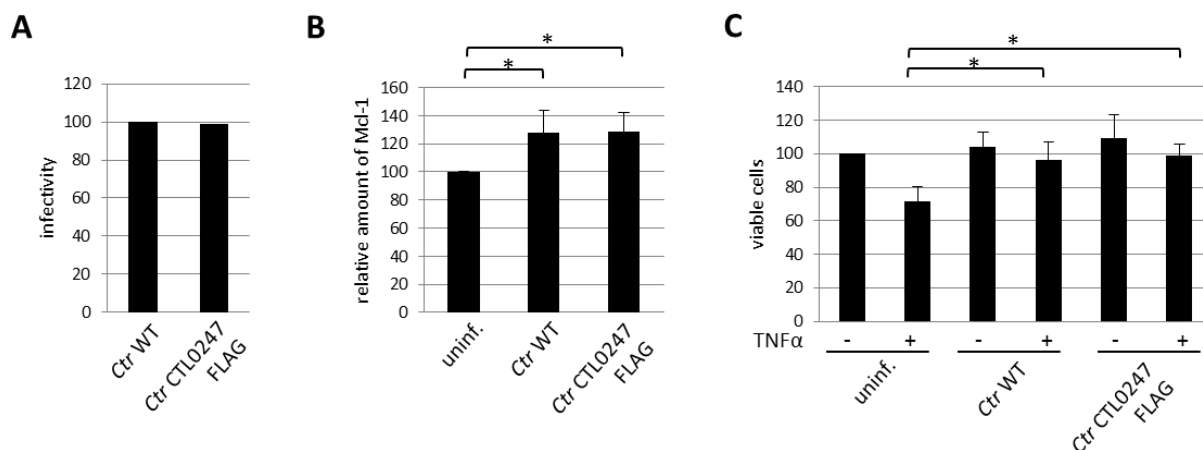 A
infectivity
120
100
80
60
40
20
0
Ctr WT
Ctr CTL0247
FLAG
B
relative amount of Mcl-1
* 
*
160
140
120
100
80
60
40
20
0
uninf.
Ctr WT
Ctr CTL0247
FLAG
C
viable cells
*
*
140
120
100
80
60
40
20
0
TNFα - + - + - +
uninf.
Ctr WT
Ctr CTL0247
FLAG